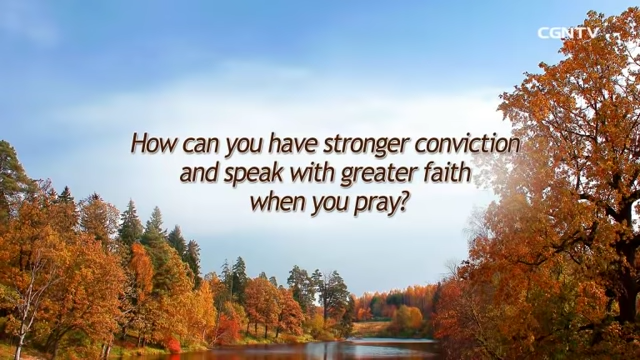 CGNTV
How can you have stronger conviction
and speak with greater faith
when you pray?